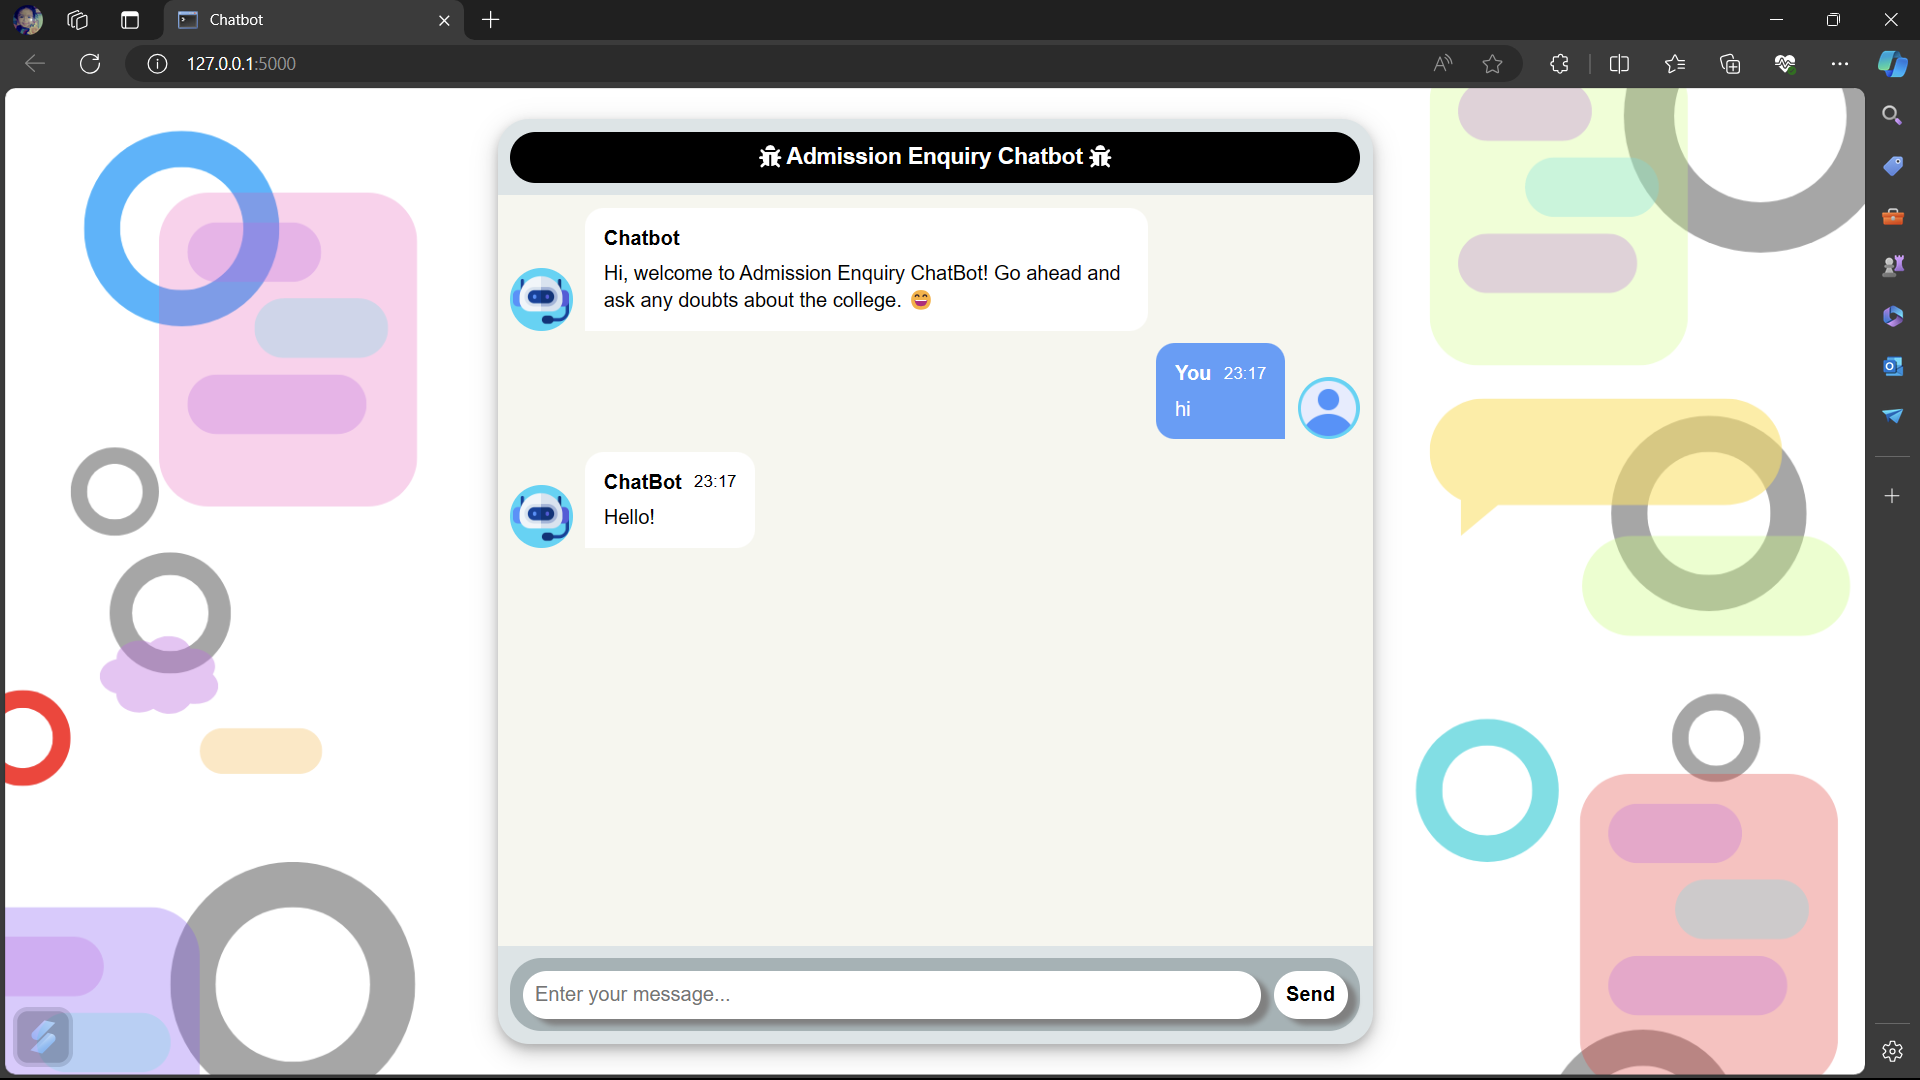 Chatbot
127.0.0.1:5000
Admission Enquiry Chatbot
Chatbot
Hi, welcome to Admission Enquiry ChatBot! Go ahead and
ask any doubts about the college. 😄
You 23:17
hi
ChatBot 23:17
Hello!
Enter your message...
Send